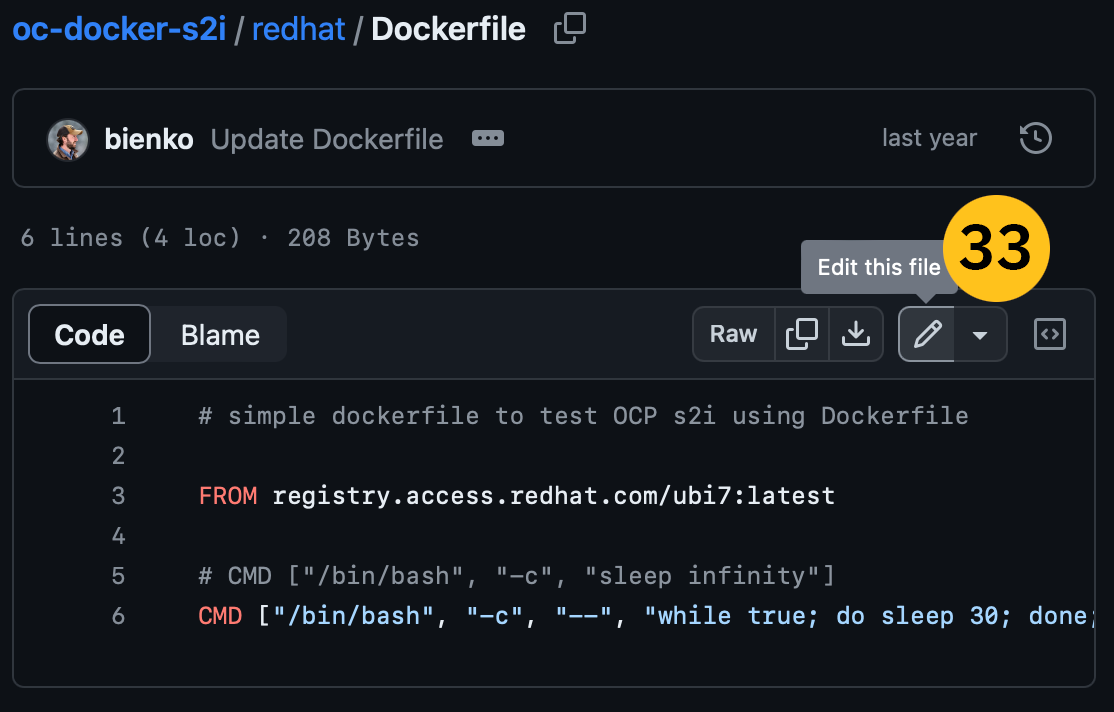 oc-docker-s2i / redhat / Dockerfile
bienko Update Dockerfile last year
6 lines (4 loc) · 208 Bytes
Edit this file
33
Code Blame Raw
1 # simple dockerfile to test OCP s2i using Dockerfile
2
3 FROM registry.access.redhat.com/ubi7:latest
4
5 # CMD ["/bin/bash", "-c", "sleep infinity"]
6 CMD ["/bin/bash", "-c", "--", "while true; do sleep 30; done;